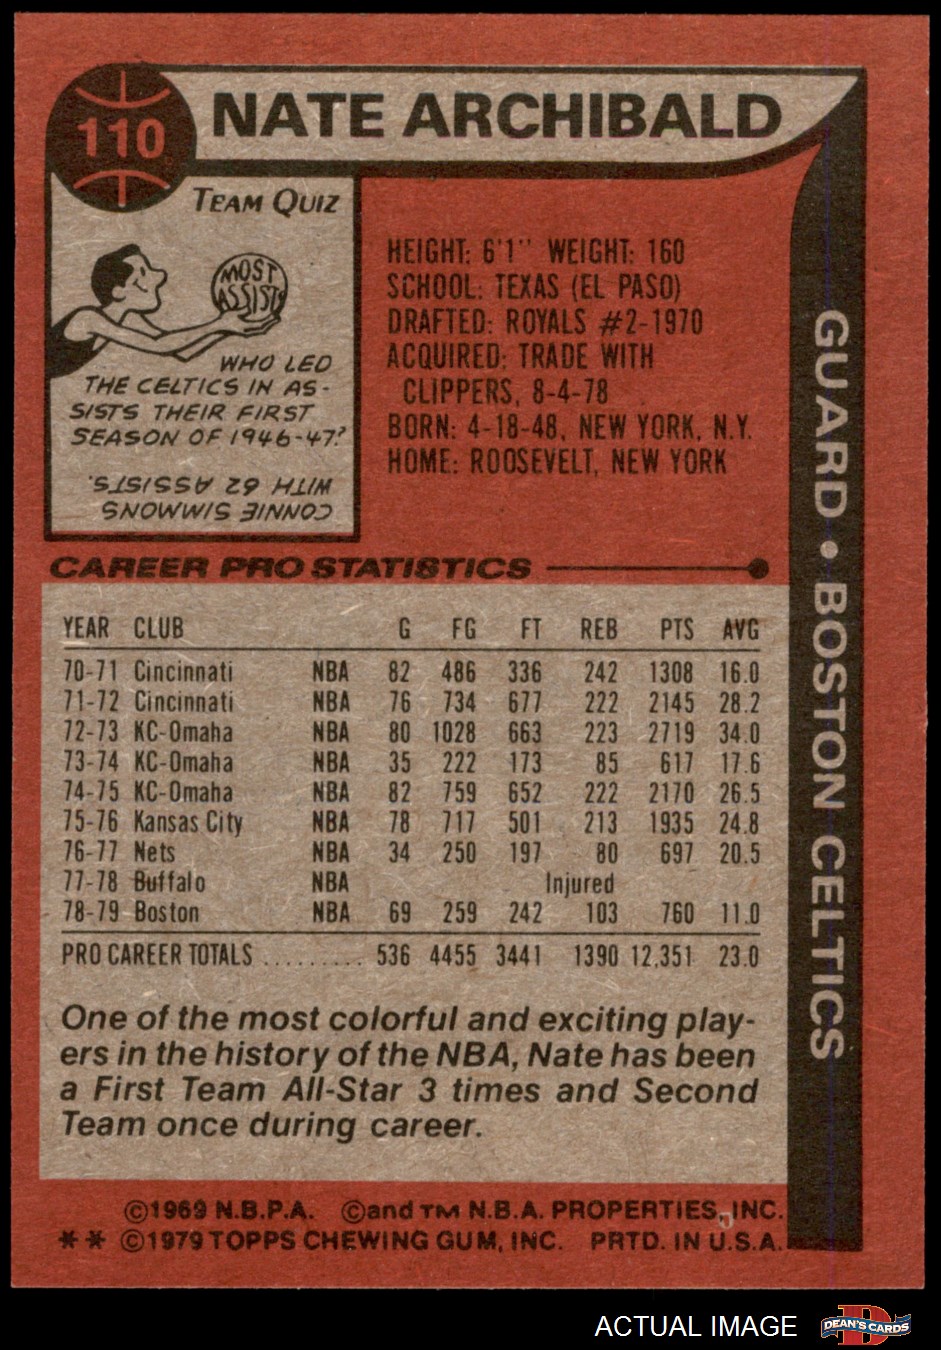 110
NATE ARCHIBALD
TEAM QUIZ
MOST
ASSISTS
WHO LED
THE CELTICS IN AS-
SISTS THEIR FIRST
SEASON OF 1946-47?
CONNIE SIMMONS
WITH 62 ASSISTS.
HEIGHT: 6'1" WEIGHT: 160
SCHOOL: TEXAS (EL PASO)
DRAFTED: ROYALS #2-1970
ACQUIRED: TRADE WITH
CLIPPERS, 8-4-78
BORN: 4-18-48, NEW YORK, N.Y.
HOME: ROOSEVELT, NEW YORK
GUARD • BOSTON CELTICS
CAREER PRO STATISTICS
YEAR CLUB G FG FT REB PTS AVG
70-71 Cincinnati NBA 82 486 336 242 1308 16.0
71-72 Cincinnati NBA 76 734 677 222 2145 28.2
72-73 KC-Omaha NBA 80 1028 663 223 2719 34.0
73-74 KC-Omaha NBA 35 222 173 85 617 17.6
74-75 KC-Omaha NBA 82 759 652 222 2170 26.5
75-76 Kansas City NBA 78 717 501 213 1935 24.8
76-77 Nets NBA 34 250 197 80 697 20.5
77-78 Buffalo NBA Injured
78-79 Boston NBA 69 259 242 103 760 11.0
PRO CAREER TOTALS ......... 536 4455 3441 1390 12,351 23.0
One of the most colorful and exciting play-
ers in the history of the NBA, Nate has been
a First Team All-Star 3 times and Second
Team once during career.
©1969 N.B.P.A. ©and TM N.B.A. PROPERTIES, INC.
** ©1979 TOPPS CHEWING GUM, INC. PRTD. IN U.S.A.
ACTUAL IMAGE
D
DEAN'S CARDS